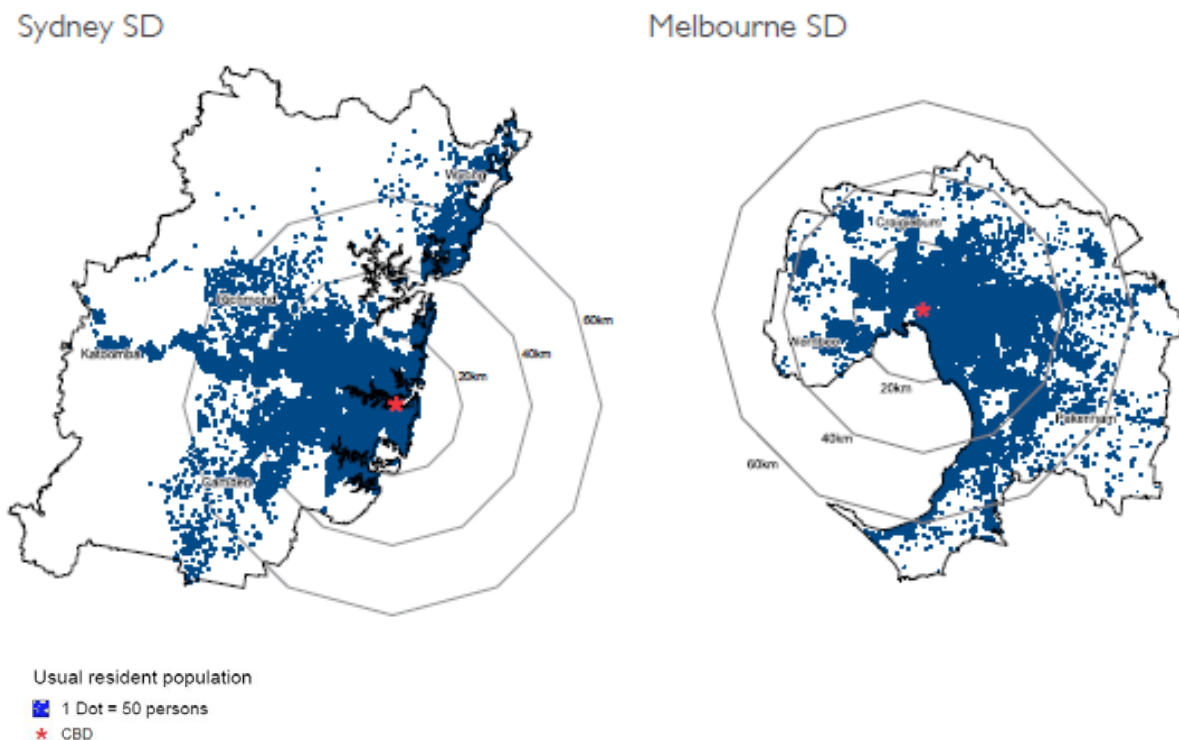 Sydney SD
Melbourne SD
Wyong
Richmond
Katoomba
Camden
20km
40km
60km
Craigieburn
Werribee
Pakenham
20km
40km
60km
Usual resident population
1 Dot = 50 persons
CBD